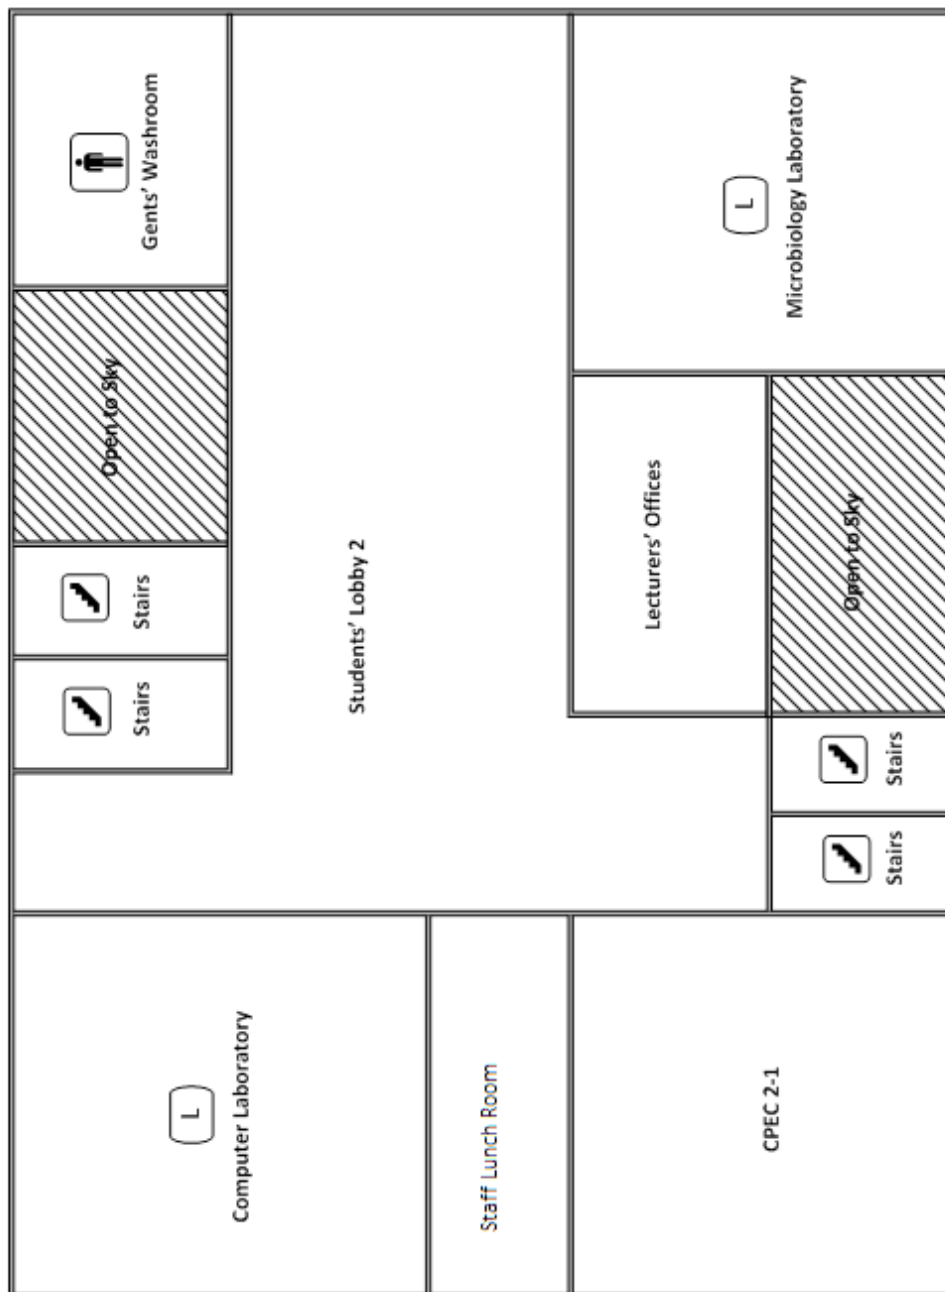 L
Computer Laboratory
Stairs
Stairs
Open to Sky
Gents' Washroom
Students' Lobby 2
Staff Lunch Room
Lecturers' Offices
L
Microbiology Laboratory
CPEC 2-1
Stairs
Stairs
Open to Sky